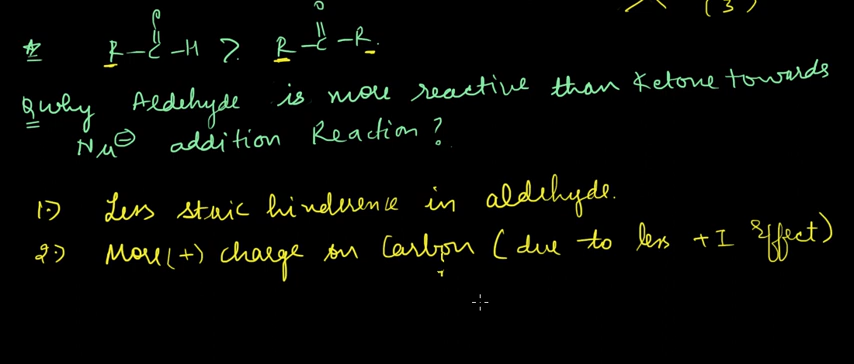 (3)
O O
R-C-H > R-C-R.
Q Why Aldehyde is more reactive than Ketone towards
Nu⊖ addition Reaction?
1.) Less steric hinderence in aldehyde.
2.) More (+) charge on Carbon (due to less +I Effect)